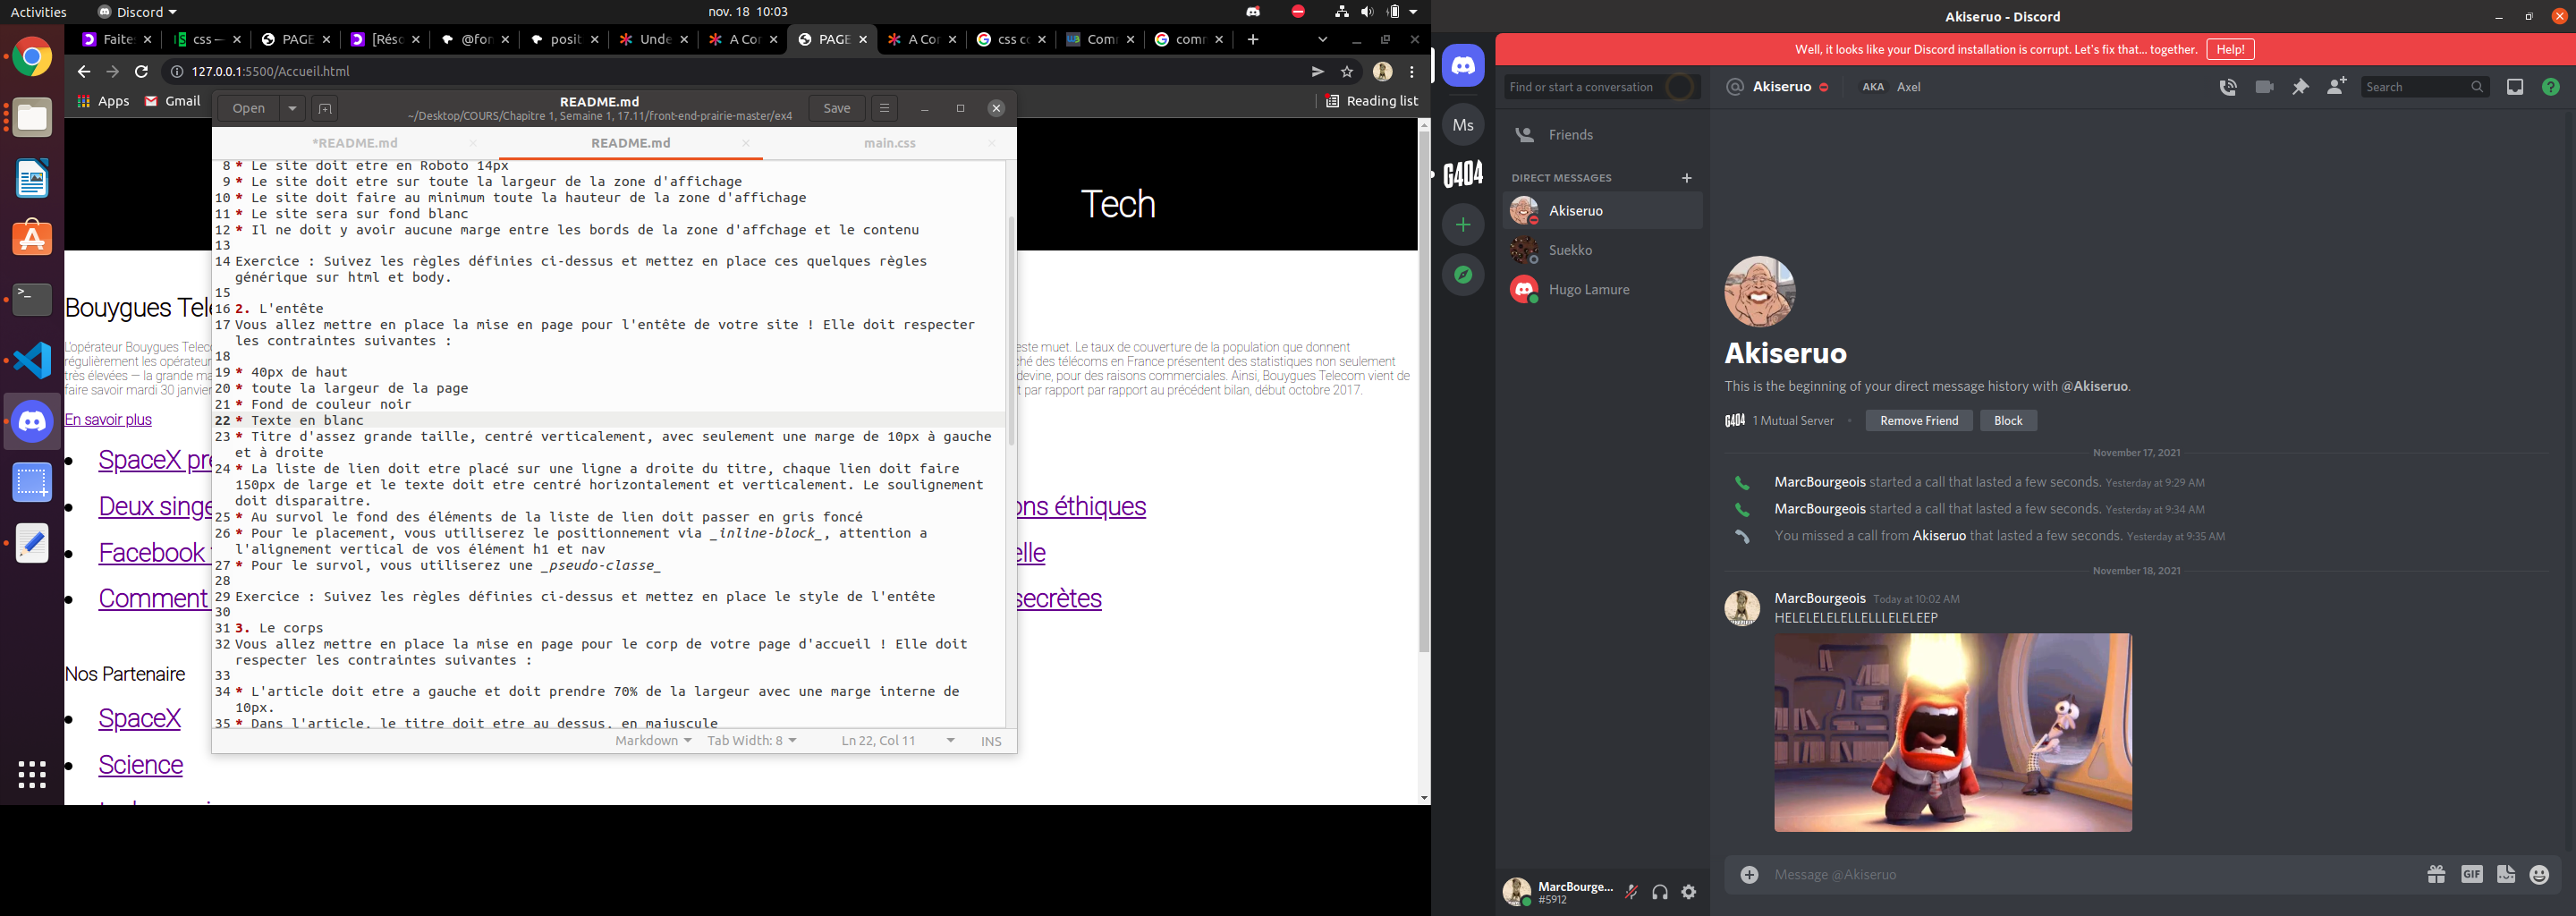 Activities
Discord
nov. 18 10:03
Akiseruo - Discord
Faite
css —
PAGE
[Réso
@fon
posit
Unde
A Cor
PAGE
A Cor
css co
Comr
comr
127.0.0.1:5500/Accueil.html
Apps
Gmail
Reading list
Open
README.md
~/Desktop/COURS/Chapitre 1, Semaine 1, 17.11/front-end-prairie-master/ex4
Save
*README.md
README.md
main.css
8 * Le site doit etre en Roboto 14px
9 * Le site doit etre sur toute la largeur de la zone d'affichage
10 * Le site doit faire au minimum toute la hauteur de la zone d'affichage
11 * Le site sera sur fond blanc
12 * Il ne doit y avoir aucune marge entre les bords de la zone d'affchage et le contenu
13
14 Exercice : Suivez les règles définies ci-dessus et mettez en place ces quelques règles
générique sur html et body.
15
16 2. L'entête
17 Vous allez mettre en place la mise en page pour l'entête de votre site ! Elle doit respecter
les contraintes suivantes :
18
19 * 40px de haut
20 * toute la largeur de la page
21 * Fond de couleur noir
22 * Texte en blanc
23 * Titre d'assez grande taille, centré verticalement, avec seulement une marge de 10px à gauche
et à droite
24 * La liste de lien doit etre placé sur une ligne a droite du titre, chaque lien doit faire
150px de large et le texte doit etre centré horizontalement et verticalement. Le soulignement
doit disparaitre.
25 * Au survol le fond des éléments de la liste de lien doit passer en gris foncé
26 * Pour le placement, vous utiliserez le positionnement via _inline-block_, attention a
l'alignement vertical de vos élément h1 et nav
27 * Pour le survol, vous utiliserez une _pseudo-classe_
28
29 Exercice : Suivez les règles définies ci-dessus et mettez en place le style de l'entête
30
31 3. Le corps
32 Vous allez mettre en place la mise en page pour le corp de votre page d'accueil ! Elle doit
respecter les contraintes suivantes :
33
34 * L'article doit etre a gauche et doit prendre 70% de la largeur avec une marge interne de
10px.
35 * Dans l'article, le titre doit etre au dessus, en majuscule
Markdown
Tab Width: 8
Ln 22, Col 11
INS
Tech
Bouygues Tele
L'opérateur Bouygues Teleco
régulièrement les opérateur
très élevées — la grande ma
faire savoir mardi 30 janvier
este muet. Le taux de couverture de la population que donnent
ché des télécoms en France présentent des statistiques non seulement
devine, pour des raisons commerciales. Ainsi, Bouygues Telecom vient de
t par rapport par rapport au précédent bilan, début octobre 2017.
En savoir plus
SpaceX pré
Deux singe
ons éthiques
Facebook
elle
Comment
secrètes
Nos Partenaire
SpaceX
Science
Well, it looks like your Discord installation is corrupt. Let's fix that... together.
Help!
Find or start a conversation
Akiseruo
AKA
Axel
Search
Ms
G404
Friends
DIRECT MESSAGES
Akiseruo
Suekko
Hugo Lamure
Akiseruo
This is the beginning of your direct message history with @Akiseruo.
G404 1 Mutual Server
Remove Friend
Block
November 17, 2021
MarcBourgeois started a call that lasted a few seconds. Yesterday at 9:29 AM
MarcBourgeois started a call that lasted a few seconds. Yesterday at 9:34 AM
You missed a call from Akiseruo that lasted a few seconds. Yesterday at 9:35 AM
November 18, 2021
MarcBourgeois Today at 10:02 AM
HELELELELELLELLLELELEEP
Message @Akiseruo
GIF
MarcBourge...
#5912